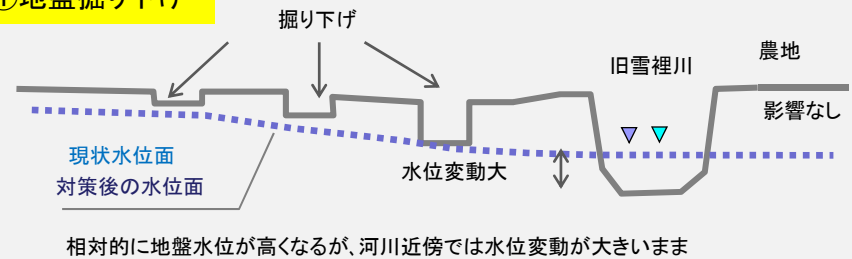 ①地盤掘り下げ
掘り下げ
農地
旧雪裡川
影響なし
現状水位面
水位変動大
対策後の水位面
相対的に地盤水位が高くなるが、河川近傍では水位変動が大きいまま